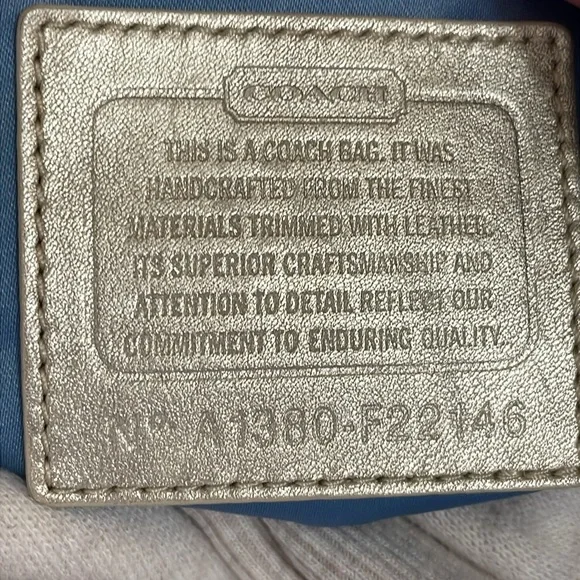 COACH
THIS IS A COACH BAG. IT WAS
HANDCRAFTED FROM THE FINEST
MATERIALS TRIMMED WITH LEATHER.
ITS SUPERIOR CRAFTSMANSHIP AND
ATTENTION TO DETAIL REFLECT OUR
COMMITMENT TO ENDURING QUALITY.
Nº A1380-F22146